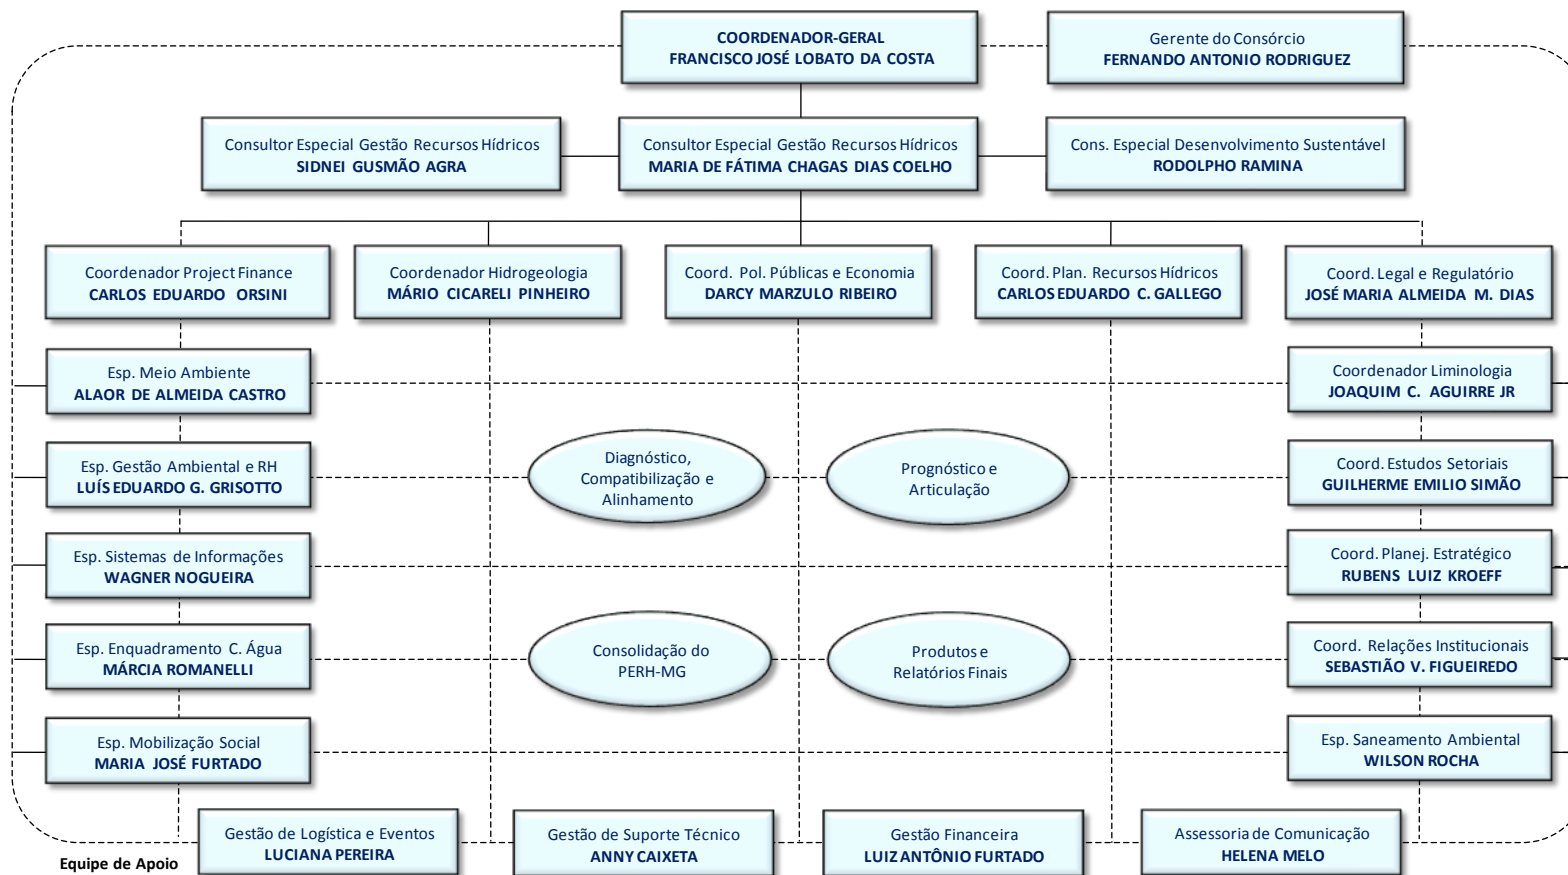 COORDENADOR-GERAL
FRANCISCO JOSÉ LOBATO DA COSTA
Gerente do Consórcio
FERNANDO ANTONIO RODRIGUEZ
Consultor Especial Gestão Recursos Hídricos
SIDNEI GUSMÃO AGRA
Consultor Especial Gestão Recursos Hídricos
MARIA DE FÁTIMA CHAGAS DIAS COELHO
Cons. Especial Desenvolvimento Sustentável
RODOLPHO RAMINA
Coordenador Project Finance
CARLOS EDUARDO ORSINI
Coordenador Hidrogeologia
MÁRIO CICARELI PINHEIRO
Coord. Pol. Públicas e Economia
DARCY MARZULO RIBEIRO
Coord. Plan. Recursos Hídricos
CARLOS EDUARDO C. GALLEGO
Coord. Legal e Regulatório
JOSÉ MARIA ALMEIDA M. DIAS
Esp. Meio Ambiente
ALAOR DE ALMEIDA CASTRO
Coordenador Liminologia
JOAQUIM C. AGUIRRE JR
Esp. Gestão Ambiental e RH
LUÍS EDUARDO G. GRISOTTO
Diagnóstico,
Compatibilização e
Alinhamento
Prognóstico e
Articulação
Coord. Estudos Setoriais
GUILHERME EMILIO SIMÃO
Esp. Sistemas de Informações
WAGNER NOGUEIRA
Coord. Planej. Estratégico
RUBENS LUIZ KROEFF
Esp. Enquadramento C. Água
MÁRCIA ROMANELLI
Consolidação do
PERH-MG
Produtos e
Relatórios Finais
Coord. Relações Institucionais
SEBASTIÃO V. FIGUEIREDO
Esp. Mobilização Social
MARIA JOSÉ FURTADO
Esp. Saneamento Ambiental
WILSON ROCHA
Gestão de Logística e Eventos
LUCIANA PEREIRA
Gestão de Suporte Técnico
ANNY CAIXETA
Gestão Financeira
LUIZ ANTÔNIO FURTADO
Assessoria de Comunicação
HELENA MELO
Equipe de Apoio